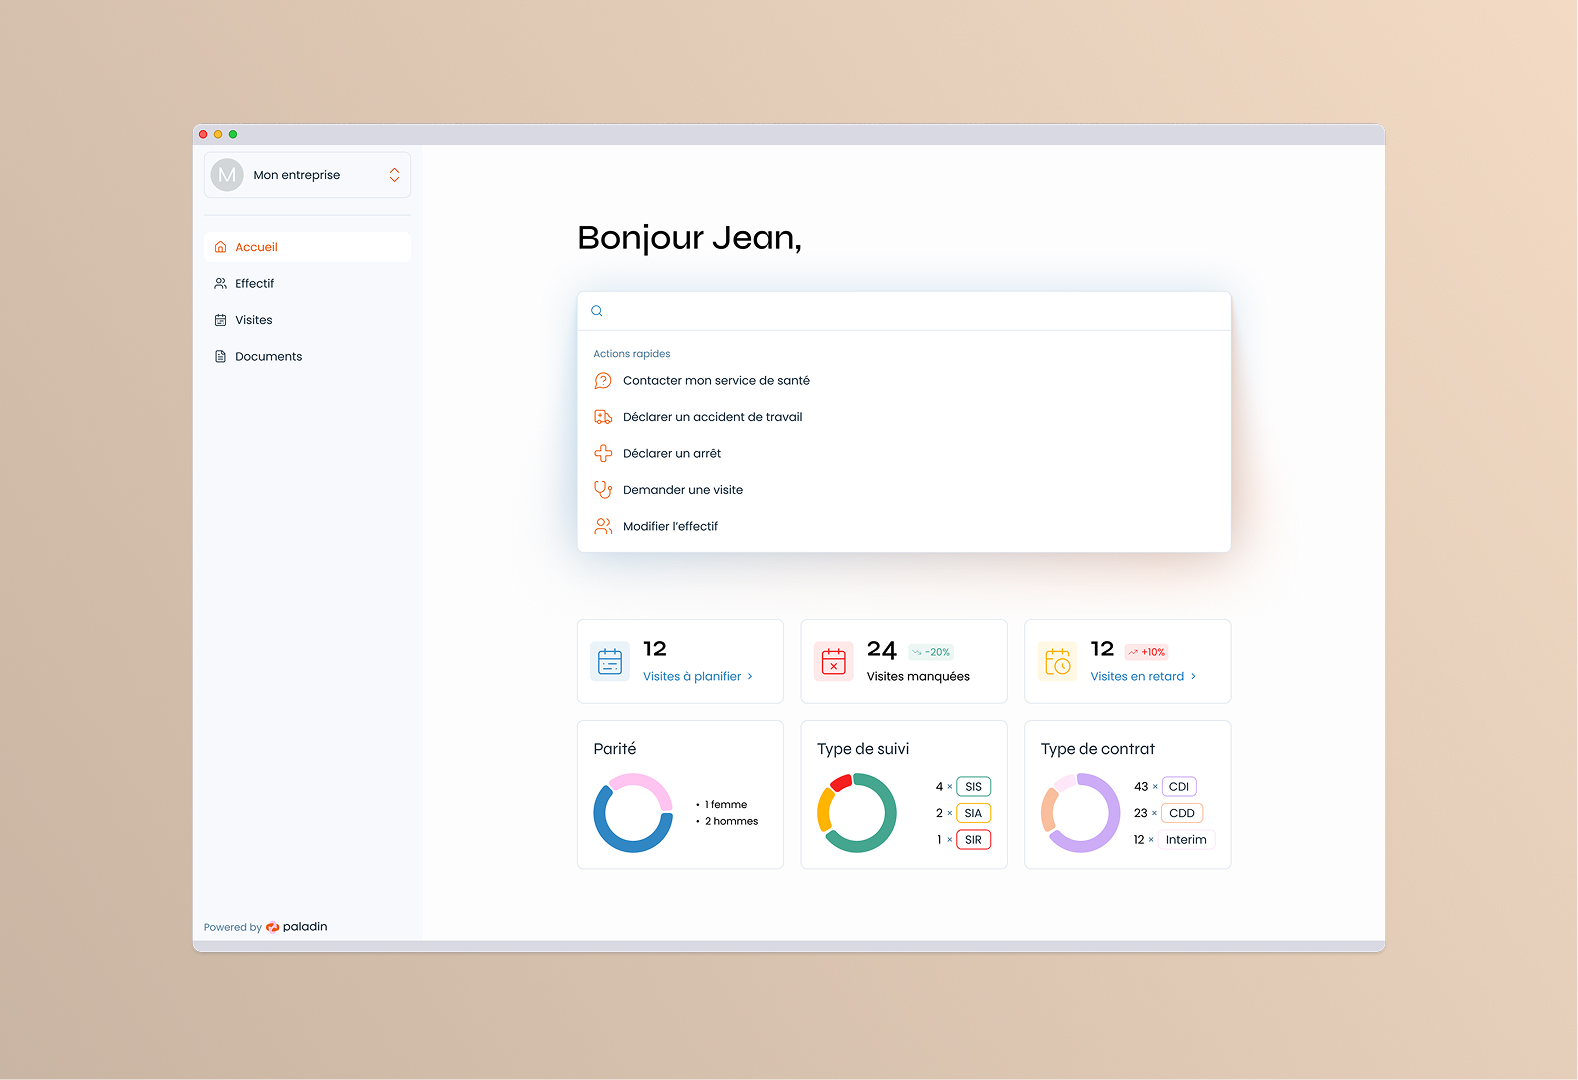 M
Mon entreprise
Accueil
Effectif
Visites
Documents
Powered by paladin
Bonjour Jean,
Actions rapides
Contacter mon service de santé
Déclarer un accident de travail
Déclarer un arrêt
Demander une visite
Modifier l'effectif
12
Visites à planifier >
24 -20%
Visites manquées
12 +10%
Visites en retard >
Parité
• 1 femme
• 2 hommes
Type de suivi
4 × SIS
2 × SIA
1 × SIR
Type de contrat
43 × CDI
23 × CDD
12 × Interim